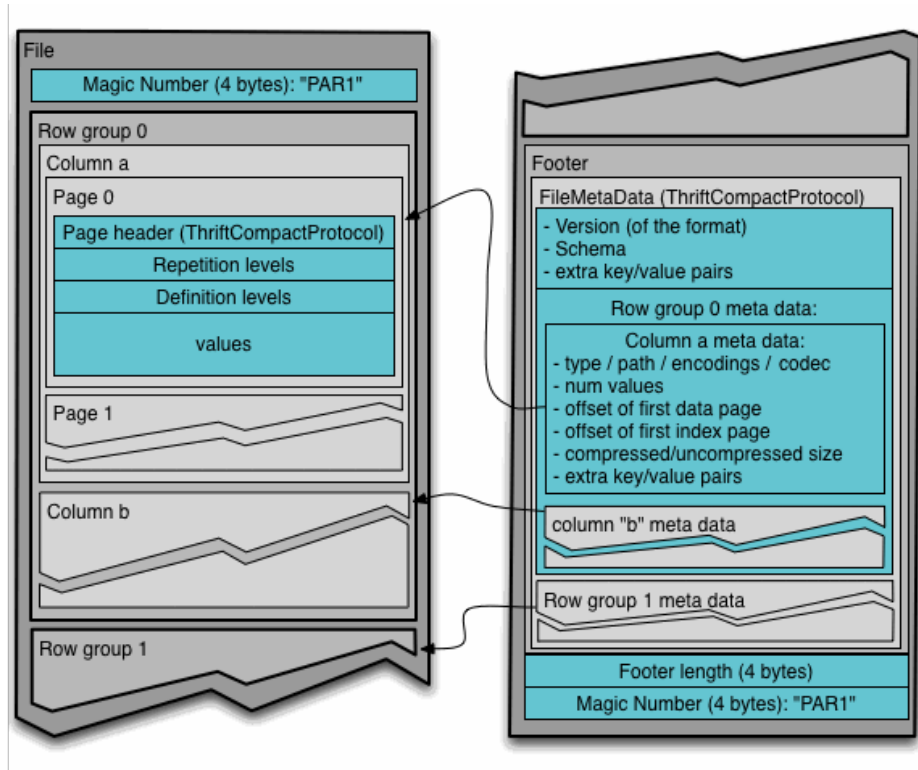 File
Magic Number (4 bytes): "PAR1"
Row group 0
Column a
Page 0
Page header (ThriftCompactProtocol)
Repetition levels
Definition levels
values
Page 1
Column b
Row group 1
Footer
FileMetaData (ThriftCompactProtocol)
- Version (of the format)
- Schema
- extra key/value pairs
Row group 0 meta data:
Column a meta data:
- type / path / encodings / codec
- num values
- offset of first data page
- offset of first index page
- compressed/uncompressed size
- extra key/value pairs
column "b" meta data
Row group 1 meta data
Footer length (4 bytes)
Magic Number (4 bytes): "PAR1"